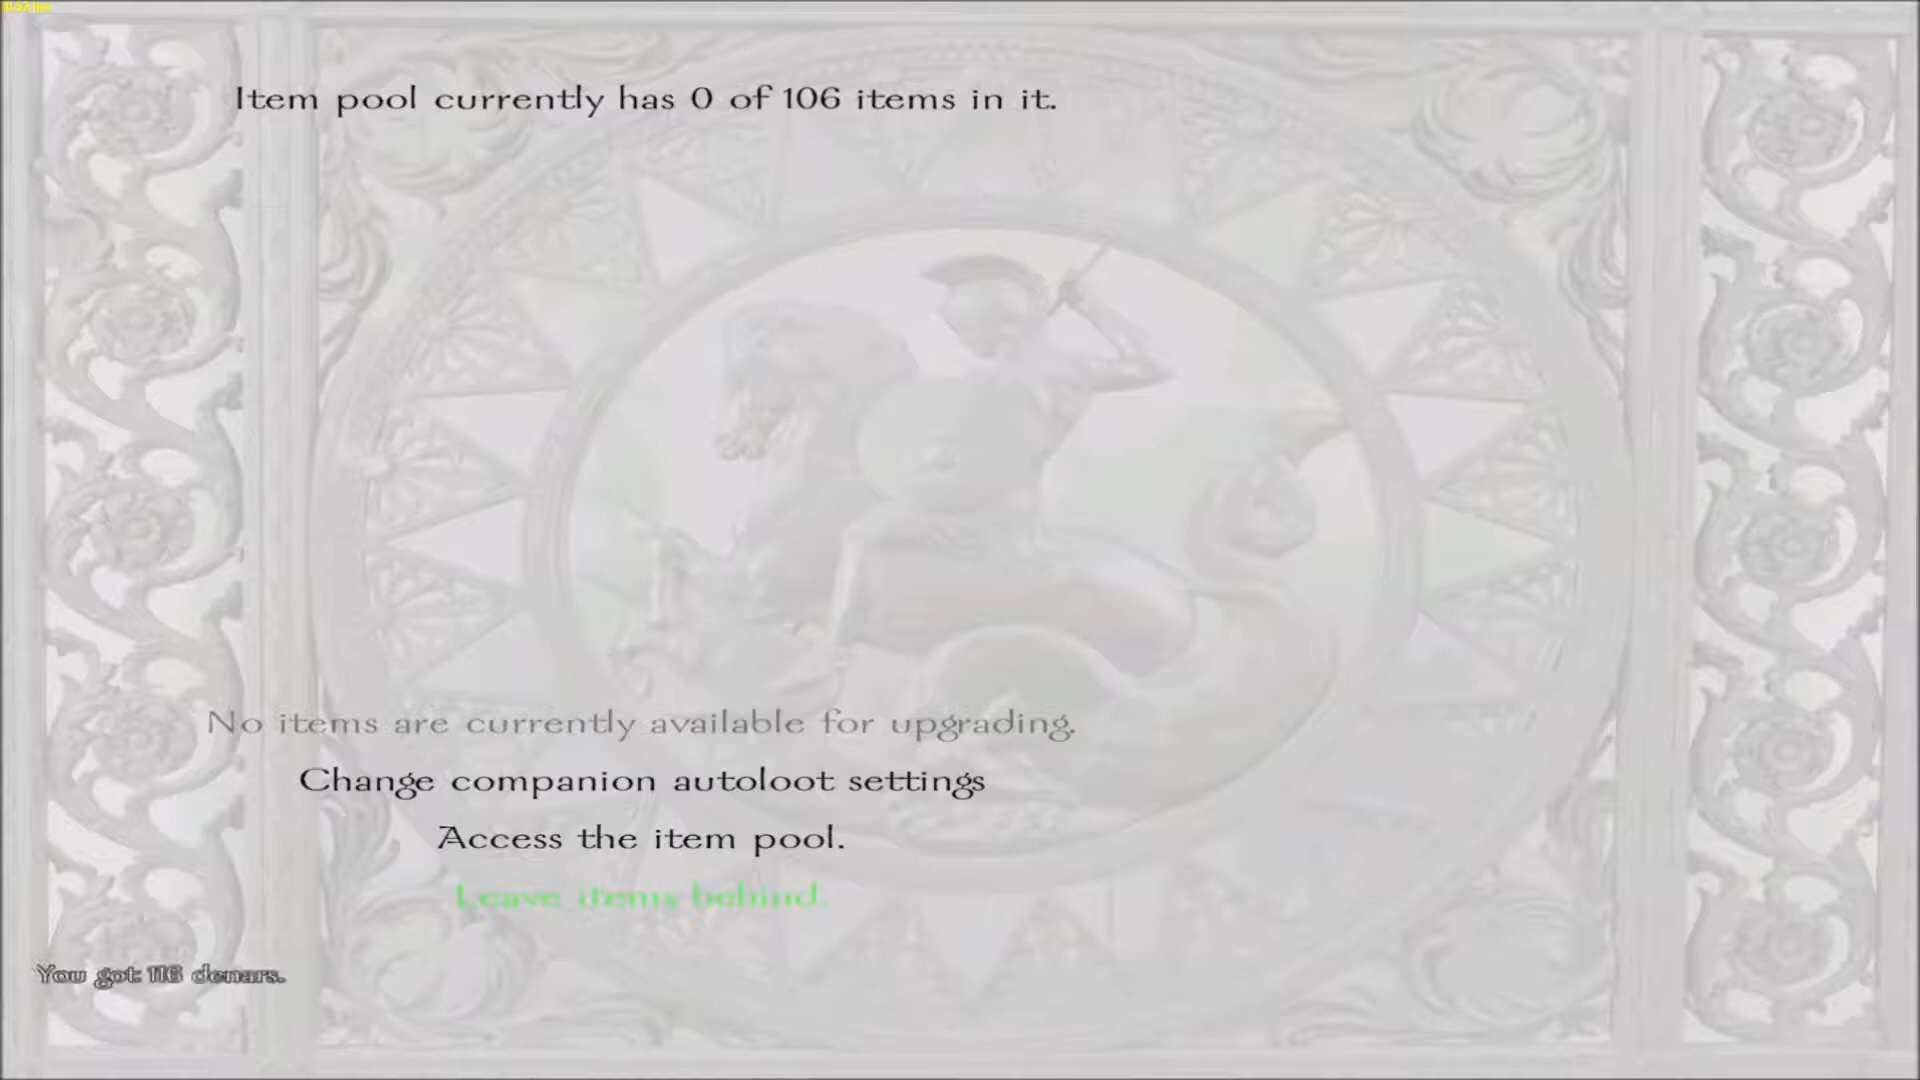 Item pool currently has 0 of 106 items in it.
No items are currently available for upgrading.
Change companion autoloot settings
Access the item pool.
Leave items behind.
You got 116 denars.